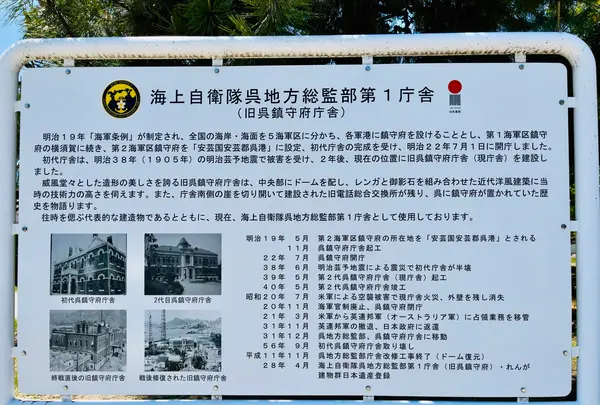 海上自衛隊呉地方総監部第1庁舎
(旧呉鎮守府庁舎)
明治19年「海軍条例」が制定され、全国の海岸・海面を5海軍区に分かち、各軍港に鎮守府を設けることとし、第1海軍区鎮守府
の横須賀に続き、第2海軍区鎮守府を「安芸国安芸郡呉港」に設定、初代庁舎の完成を受け、明治22年7月1日に開庁しました。
初代庁舎は、明治38年(1905年)の明治芸予地震で被害を受け、2年後、現在の位置に旧呉鎮守府庁舎(現庁舎)を建設し
ました。
威風堂々とした造形の美しさを誇る旧呉鎮守府庁舎は、中央部にドームを配し、レンガと御影石を組み合わせた近代洋風建築に当
時の技術力の高さを伺えます。また、庁舎南側の崖を切り開いて建設された旧電話総合交換所が残り、呉に鎮守府が置かれていた歴
史を物語ります。
往時を偲ぶ代表的な建造物であるとともに、現在、海上自衛隊呉地方総監部第1庁舎として使用しております。
初代呉鎮守府庁舎
2代目呉鎮守府庁舎
終戦直後の旧鎮守府庁舎
戦後修復された旧鎮守府庁舎
明治19年 5月 第2海軍区鎮守府の所在地を「安芸国安芸郡呉港」とされる
11月 呉鎮守府庁舎起工
22年 7月 呉鎮守府開庁
38年 6月 明治芸予地震による震災で初代庁舎が半壊
39年 5月 第2代呉鎮守府庁舎(現庁舎)起工
40年 5月 第2代呉鎮守府庁舎竣工
昭和20年 7月 米軍による空襲被害で現庁舎火災、外壁を残し消失
20年11月 海軍官制廃止、呉鎮守府閉庁
21年 3月 米軍から英連邦軍(オーストラリア軍)に占領業務を移管
31年11月 英連邦軍の撤退、日本政府に返還
31年12月 呉地方総監部、呉鎮守府庁舎に移動
56年 9月 初代呉鎮守府庁舎取り壊し
平成11年11月 呉地方総監部庁舎改修工事終了(ドーム復元)
28年 4月 海上自衛隊呉地方総監部第1庁舎(旧呉鎮守府庁舎)・れんが
建物群日本遺産登録